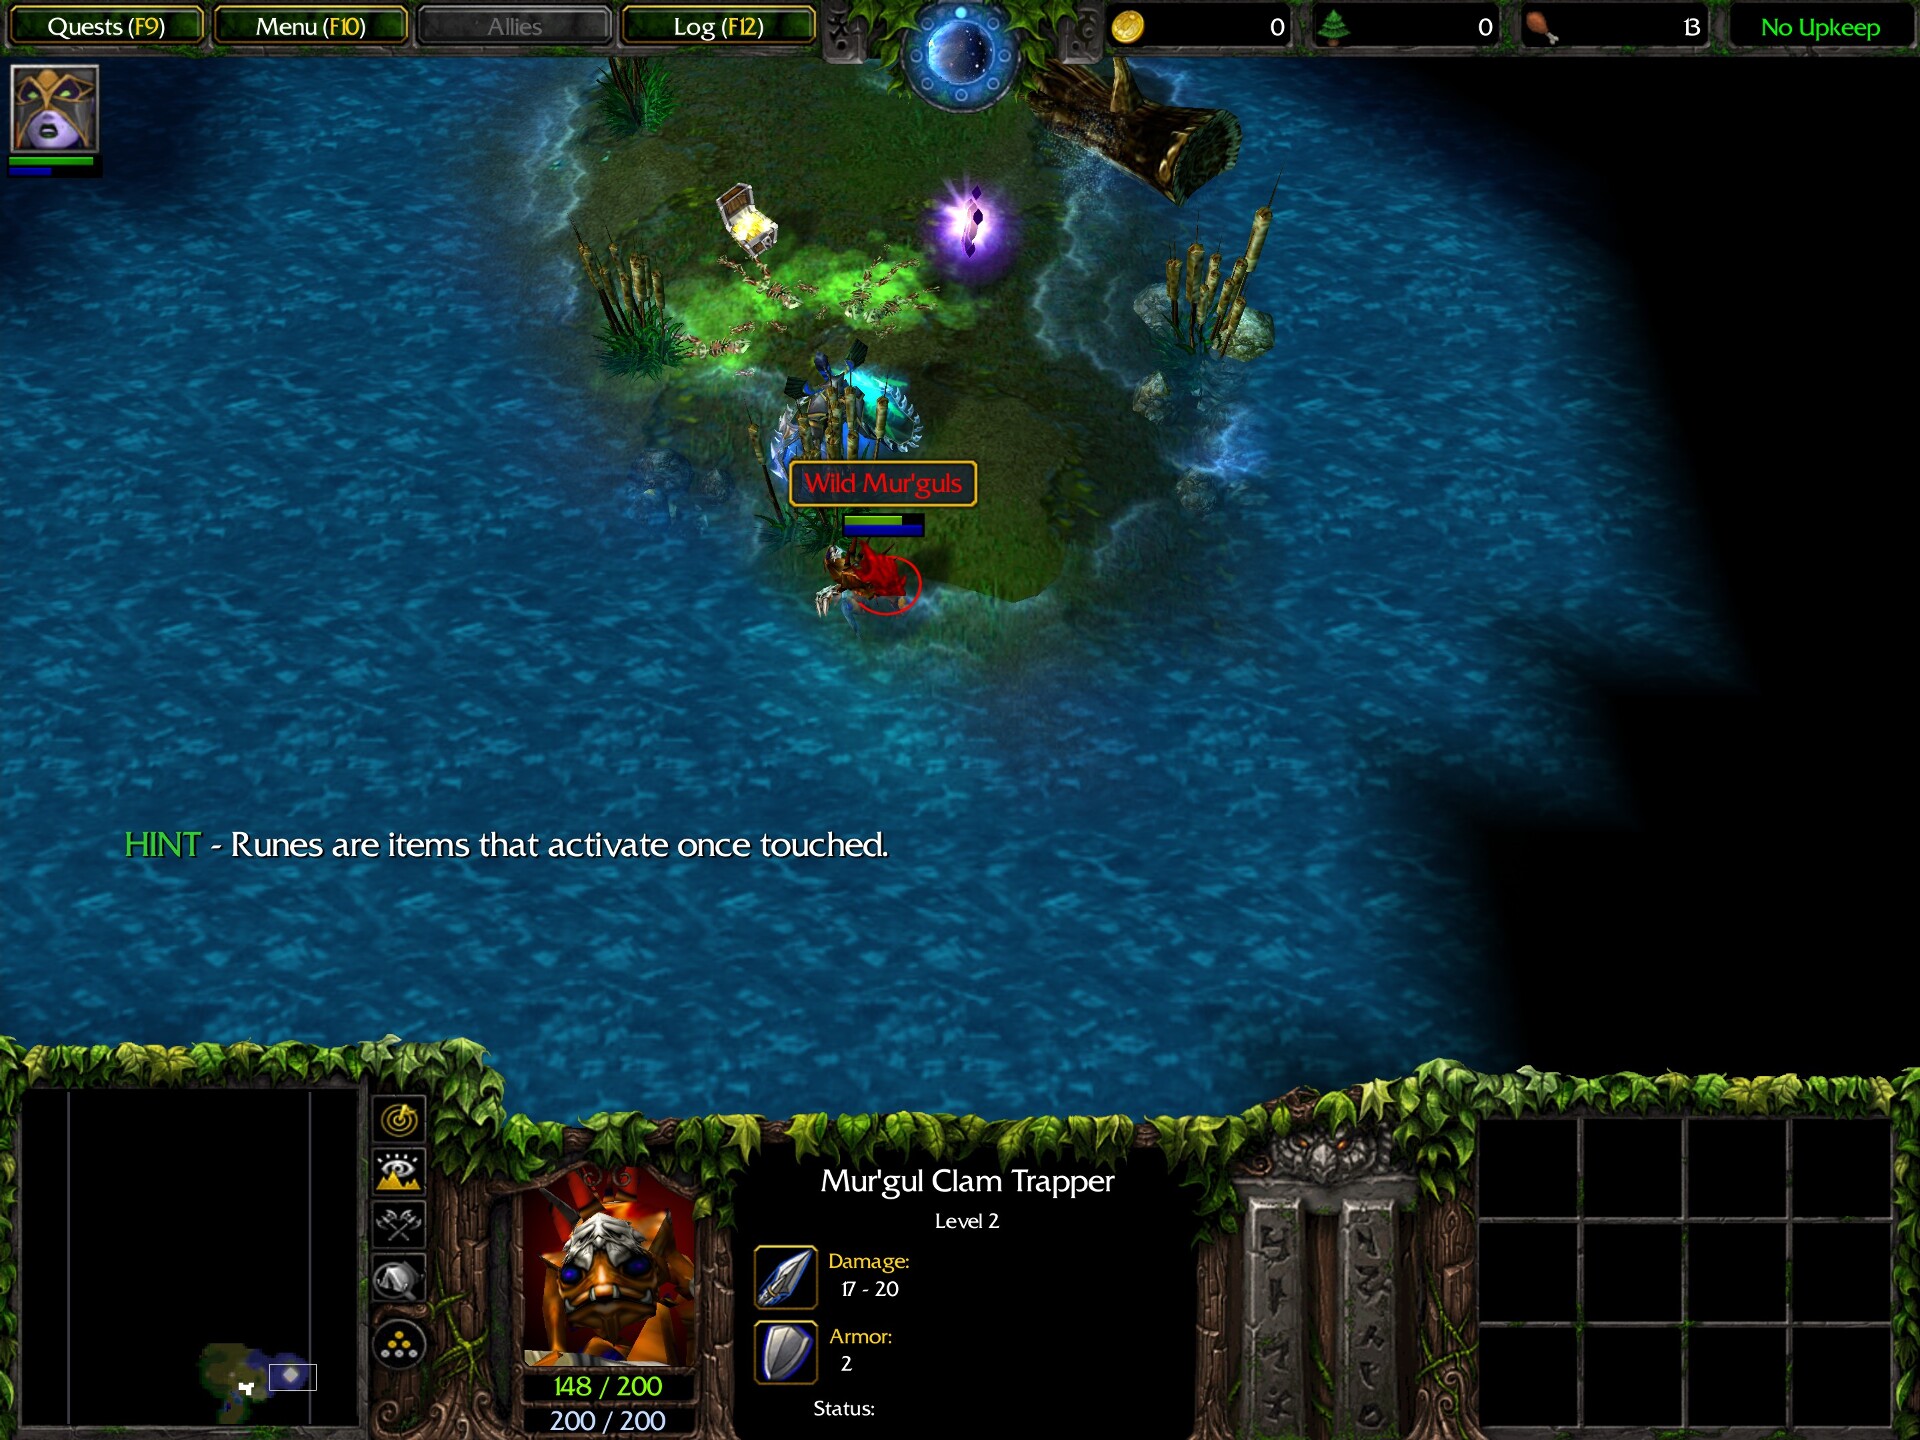 Quests (F9) Menu (F10) Allies Log (F12) 0 0 13 No Upkeep
Wild Mur'guls
HINT - Runes are items that activate once touched.
Mur'gul Clam Trapper
Level 2
Damage:
17 - 20
Armor:
2
148 / 200
200 / 200
Status: